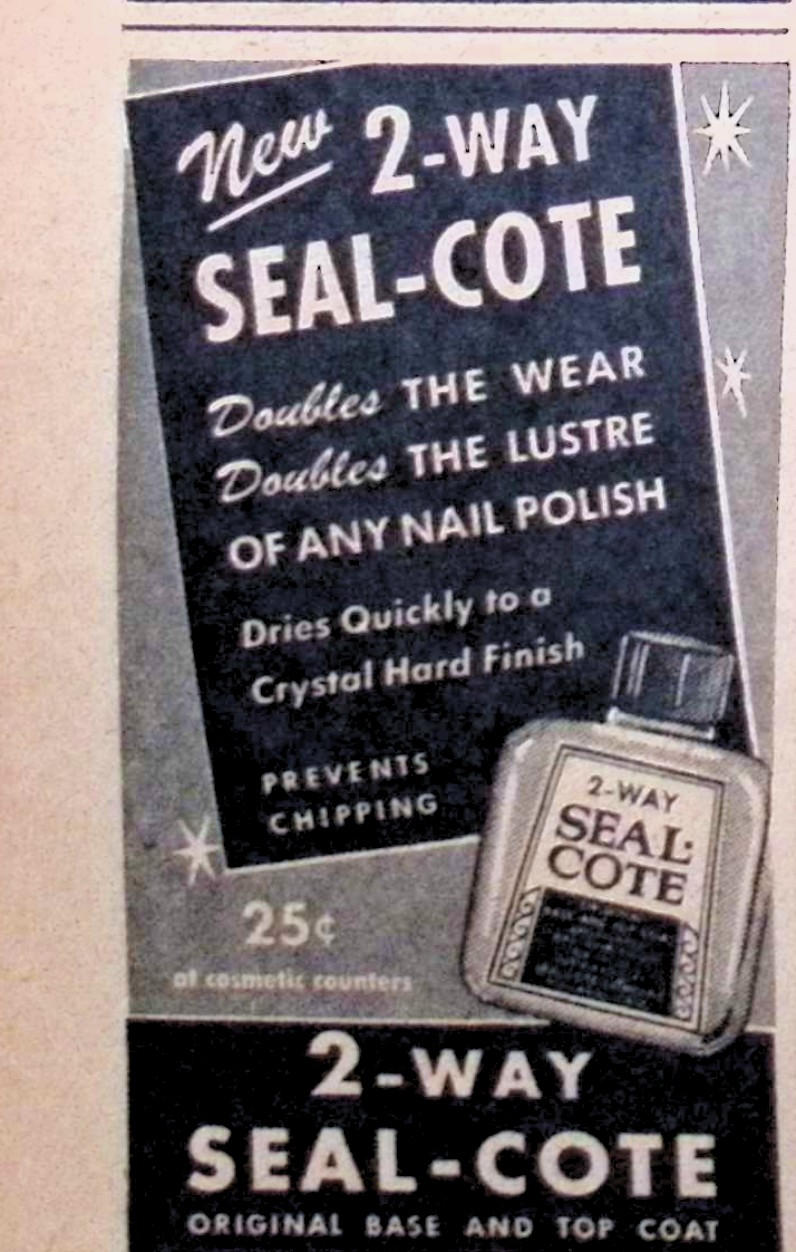 New 2-WAY
SEAL-COTE
Doubles THE WEAR
Doubles THE LUSTRE
OF ANY NAIL POLISH
Dries Quickly to a
Crystal Hard Finish
PREVENTS
CHIPPING
2-WAY
SEAL-
COTE
25¢
at cosmetic counters
2-WAY
SEAL-COTE
ORIGINAL BASE AND TOP COAT